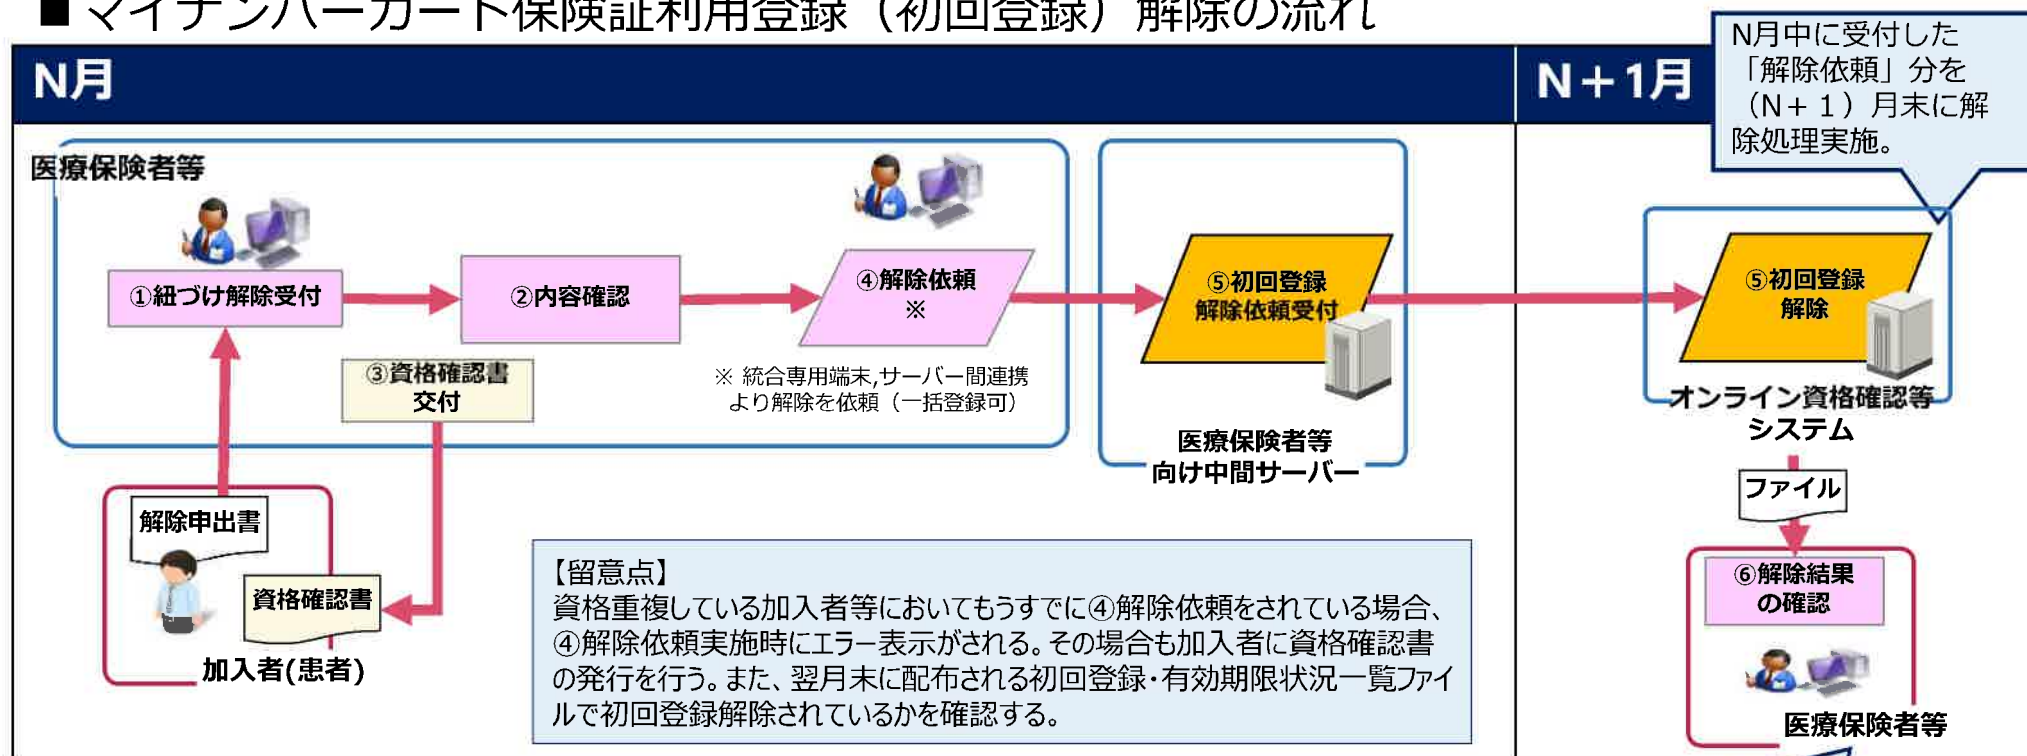 ■マイナンバーカード保険証利用登録（初回登録）解除の流れ
N月
N＋1月
N月中に受付した
「解除依頼」分を
（N＋１）月末に解
除処理実施。
医療保険者等
①紐づけ解除受付
②内容確認
④解除依頼
※
⑤初回登録
解除依頼受付
⑤初回登録
解除
③資格確認書
交付
※ 統合専用端末,サーバー間連携
より解除を依頼（一括登録可）
オンライン資格確認等
システム
医療保険者等
向け中間サーバー
ファイル
解除申出書
資格確認書
加入者(患者)
【留意点】
資格重複している加入者等においてもうすでに④解除依頼をされている場合、
④解除依頼実施時にエラー表示がされる。その場合も加入者に資格確認書
の発行を行う。また、翌月末に配布される初回登録・有効期限状況一覧ファイ
ルで初回登録解除されているかを確認する。
⑥解除結果
の確認
医療保険者等